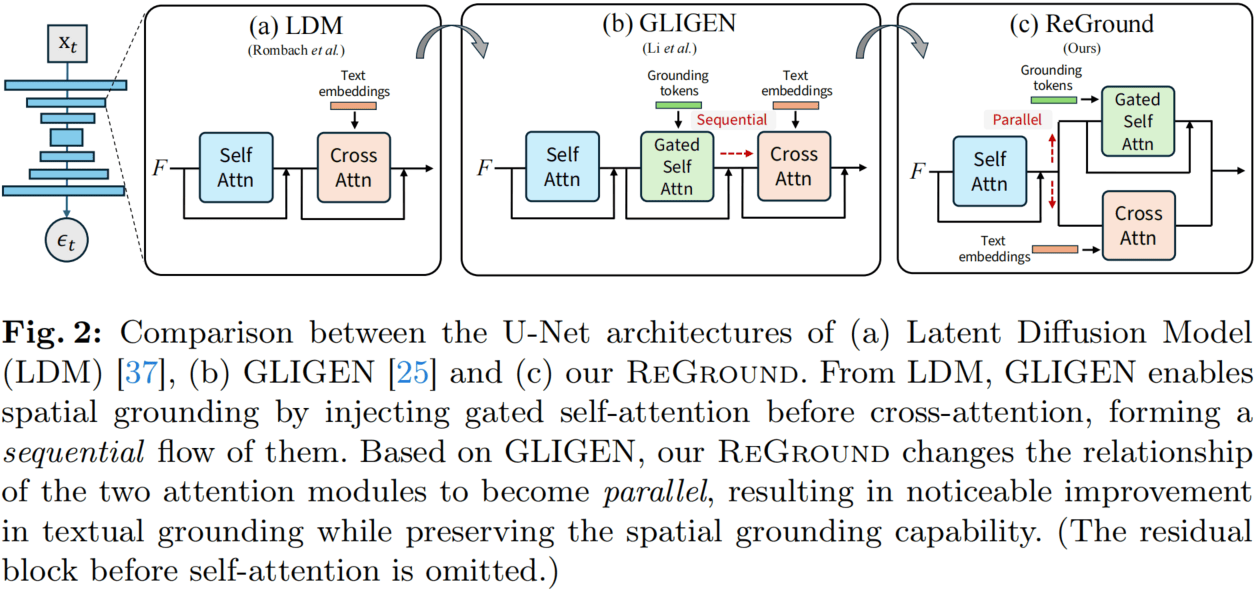 x_t
ϵ_t
(a) LDM
(Rombach et al.)
Text
embeddings
F
Self
Attn
Cross
Attn
(b) GLIGEN
(Li et al.)
Grounding
tokens
Text
embeddings
Sequential
F
Self
Attn
Gated
Self
Attn
Cross
Attn
(c) ReGround
(Ours)
Grounding
tokens
Gated
Self
Attn
Parallel
F
Self
Attn
Cross
Attn
Text
embeddings
Fig. 2: Comparison between the U-Net architectures of (a) Latent Diffusion Model
(LDM) [37], (b) GLIGEN [25] and (c) our REGROUND. From LDM, GLIGEN enables
spatial grounding by injecting gated self-attention before cross-attention, forming a
sequential flow of them. Based on GLIGEN, our REGROUND changes the relationship
of the two attention modules to become parallel, resulting in noticeable improvement
in textual grounding while preserving the spatial grounding capability. (The residual
block before self-attention is omitted.)